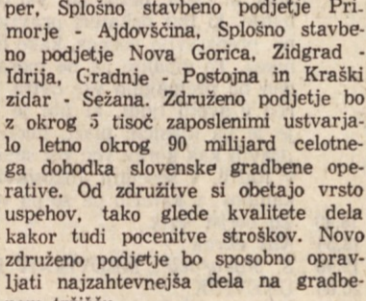 per, Splošno stavbeno podjetje Pri-
morje - Ajdovščina, Splošno stavbe-
no podjetje Nova Gorica, Zidgrad -
Idrija, Gradnje - Postojna in Kraški
zidar - Sežana. Združeno podjetje bo
z okrog 5 tisoč zaposlenimi ustvarja-
lo letno okrog 90 milijard celotne-
ga dohodka slovenske gradbene ope-
rative. Od združitve si obetajo vrsto
uspehov, tako glede kvalitete dela
kakor tudi pocenitve stroškov. Novo
združeno podjetje bo sposobno oprav-
ljati najzahtevnejša dela na gradbe-